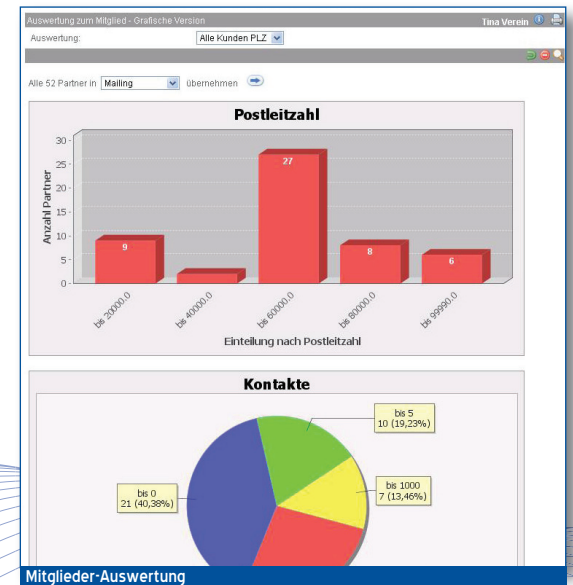 Auswertung zum Mitglied - Grafische Version
Tina Verein
Auswertung:
Alle Kunden PLZ
Alle 52 Partner in
Mailing
übernehmen
Postleitzahl
Anzahl Partner
30
25
20
15
10
5
0
9
27
8
6
bis 20000.0
bis 40000.0
bis 60000.0
bis 80000.0
bis 99990.0
Einteilung nach Postleitzahl
Kontakte
bis 5
10 (19,23%)
bis 0
21 (40,38%)
bis 1000
7 (13,46%)
Mitglieder-Auswertung